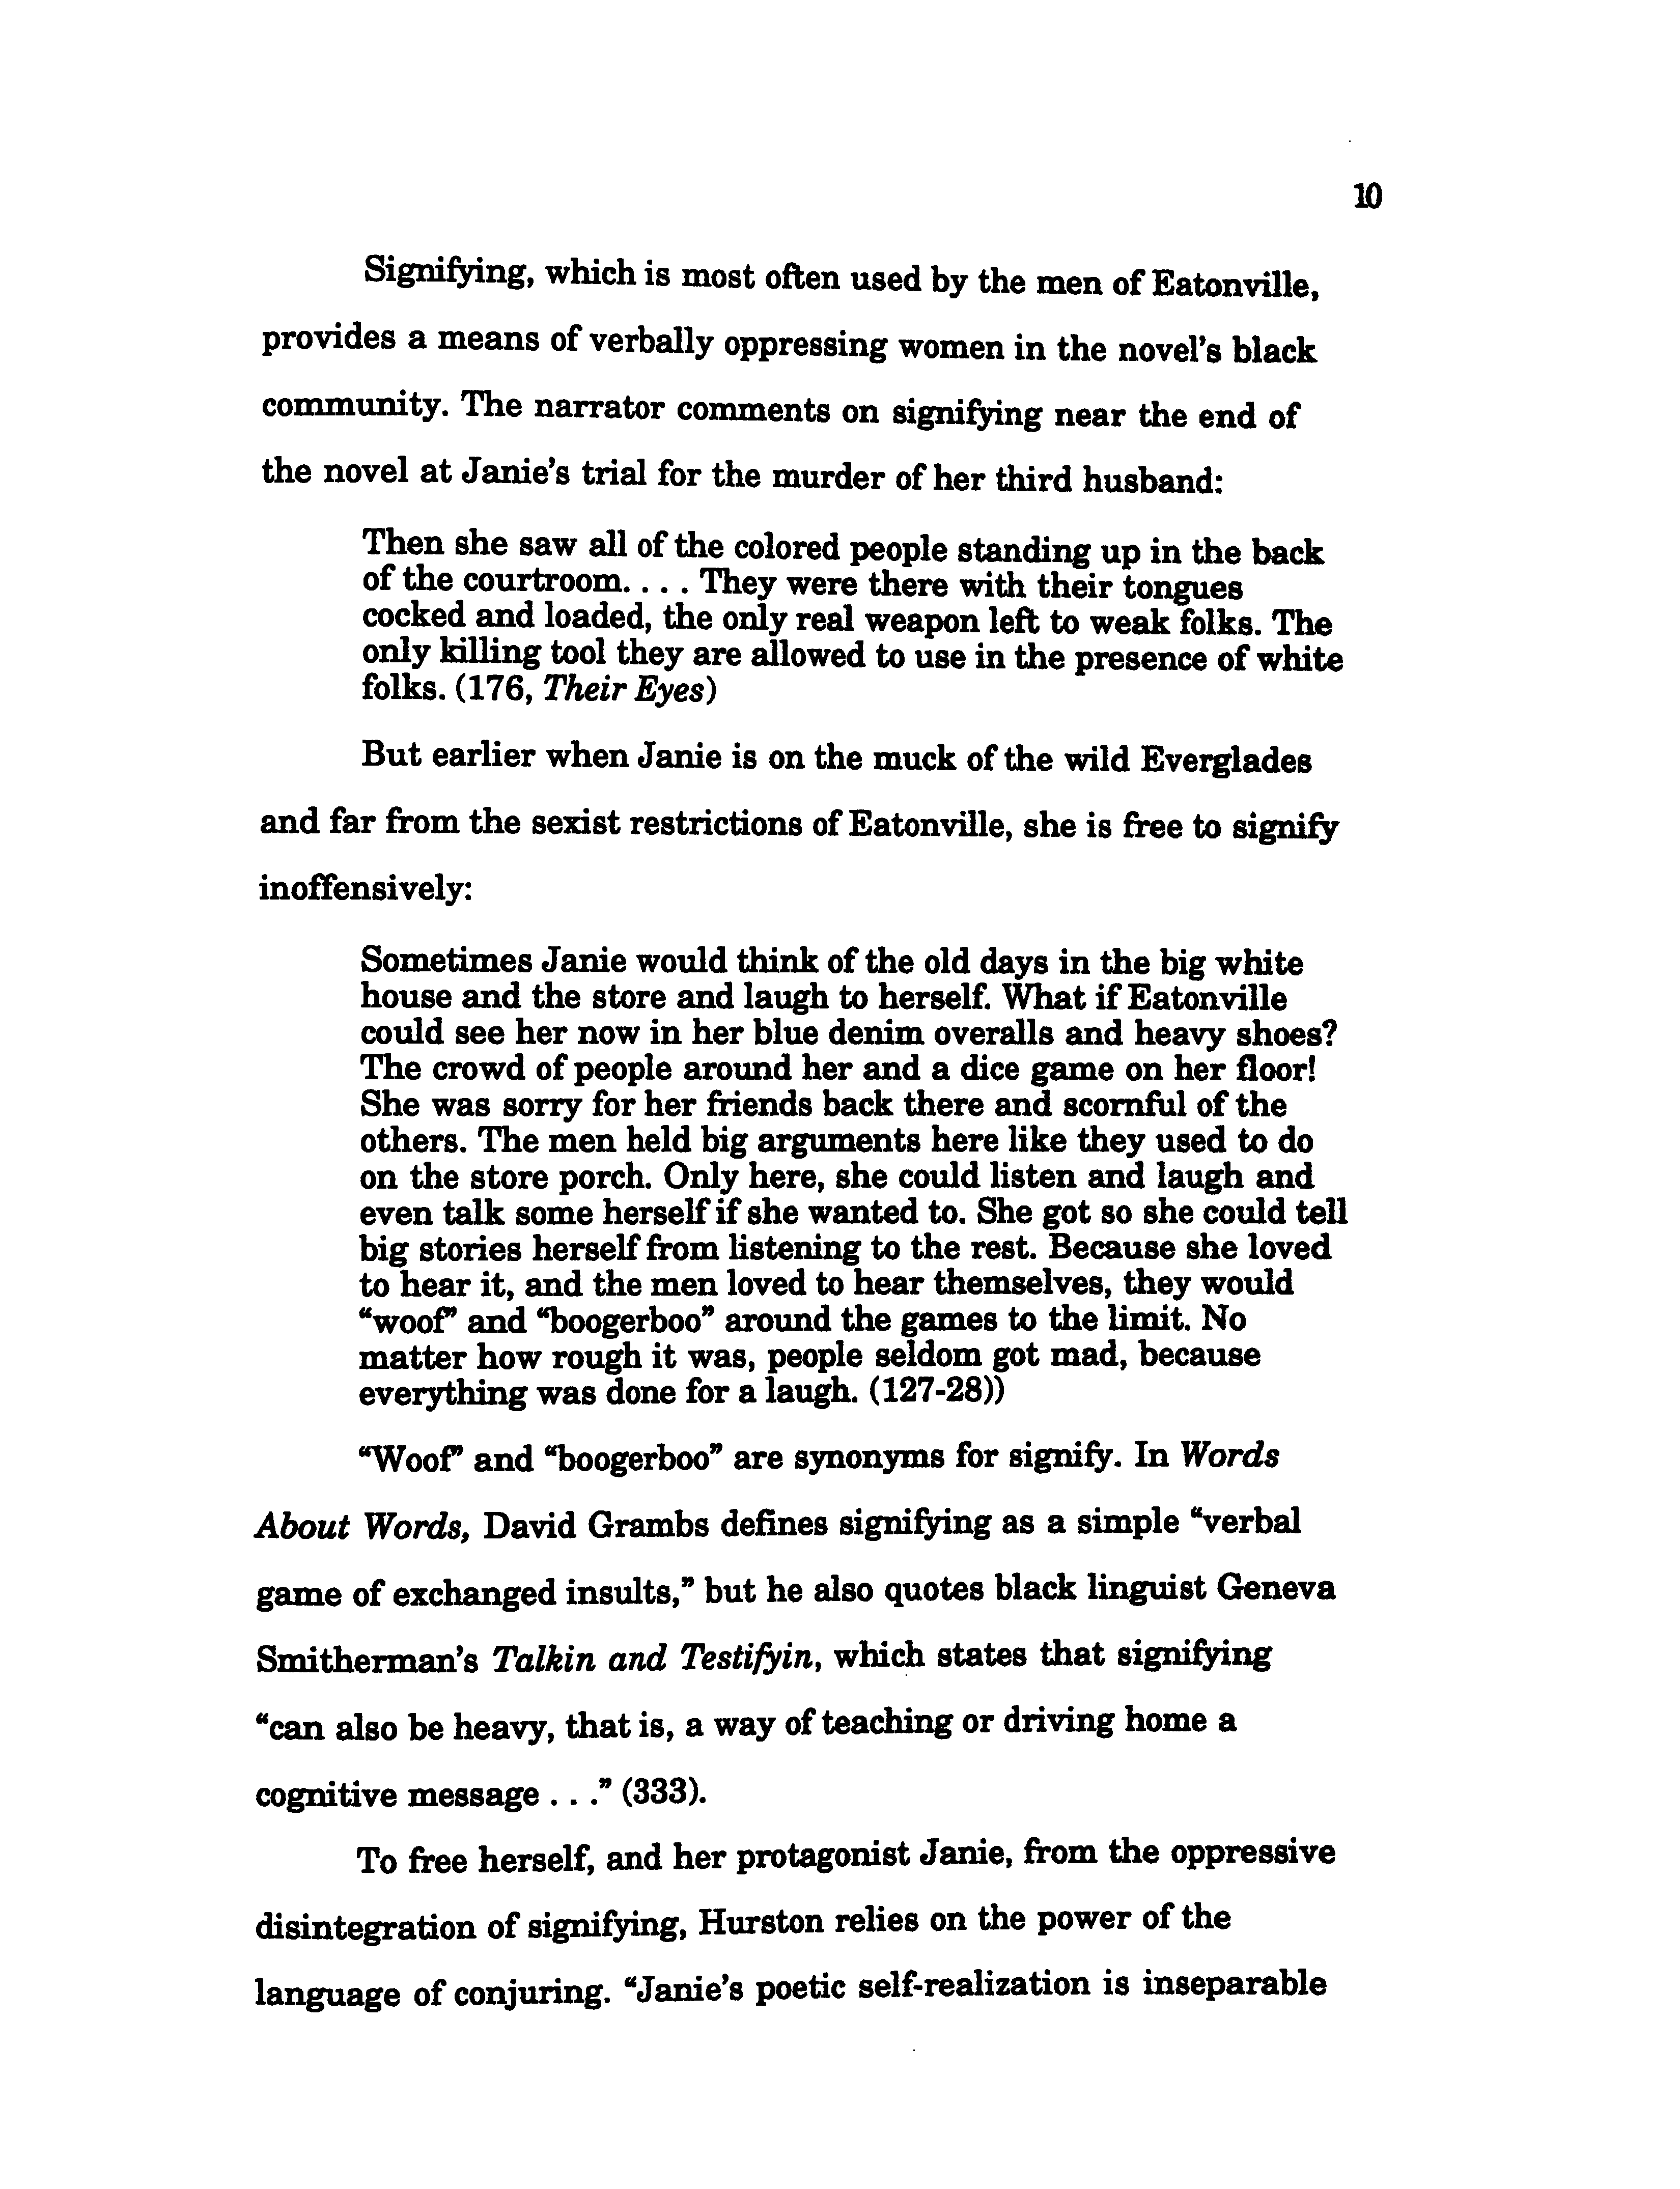 10
Signifying, which is most often used by the men of Eatonville,
provides a means of verbally oppressing women in the novel's black
community. The narrator comments on signifying near the end of
the novel at Janie's trial for the murder of her third husband:
Then she saw all of the colored people standing up in the back
of the courtroom. . . . They were there with their tongues
cocked and loaded, the only real weapon left to weak folks. The
only killing tool they are allowed to use in the presence of white
folks. (176, Their Eyes)
But earlier when Janie is on the muck of the wild Everglades
and far from the sexist restrictions of Eatonville, she is free to signify
inoffensively:
Sometimes Janie would think of the old days in the big white
house and the store and laugh to herself. What if Eatonville
could see her now in her blue denim overalls and heavy shoes?
The crowd of people around her and a dice game on her floor!
She was sorry for her friends back there and scornful of the
others. The men held big arguments here like they used to do
on the store porch. Only here, she could listen and laugh and
even talk some herself if she wanted to. She got so she could tell
big stories herself from listening to the rest. Because she loved
to hear it, and the men loved to hear themselves, they would
“woof” and “boogerboo” around the games to the limit. No
matter how rough it was, people seldom got mad, because
everything was done for a laugh. (127-28))
“Woof” and “boogerboo” are synonyms for signify. In Words
About Words, David Grambs defines signifying as a simple “verbal
game of exchanged insults,” but he also quotes black linguist Geneva
Smitherman's Talkin and Testifyin, which states that signifying
“can also be heavy, that is, a way of teaching or driving home a
cognitive message . . .” (333).
To free herself, and her protagonist Janie, from the oppressive
disintegration of signifying, Hurston relies on the power of the
language of conjuring. “Janie's poetic self-realization is inseparable